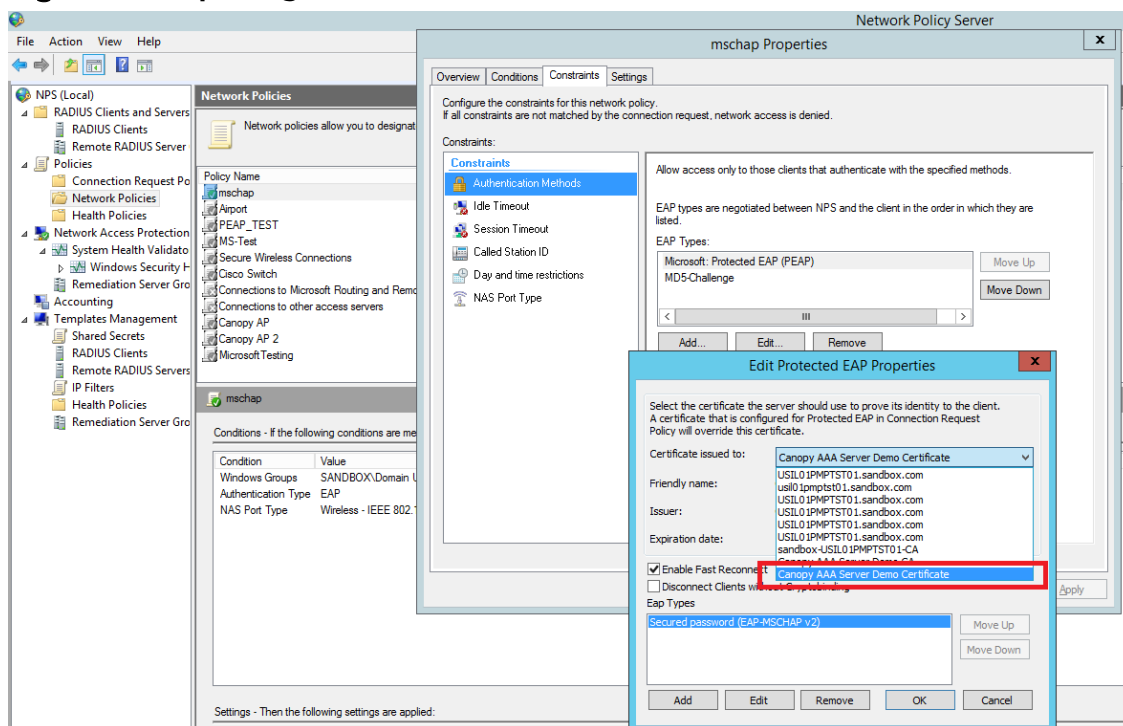 Network Policy Server
File Action View Help
NPS (Local)
RADIUS Clients and Servers
RADIUS Clients
Remote RADIUS Server
Policies
Connection Request Po
Network Policies
Health Policies
Network Access Protection
System Health Validato
Windows Security H
Remediation Server Gro
Accounting
Templates Management
Shared Secrets
RADIUS Clients
Remote RADIUS Servers
IP Filters
Health Policies
Remediation Server Gro
Network Policies
Network policies allow you to designat
Policy Name
mschap
Airport
PEAP_TEST
MS-Test
Secure Wireless Connections
Cisco Switch
Connections to Microsoft Routing and Remo
Connections to other access servers
Canopy AP
Canopy AP 2
MicrosoftTesting
mschap
Conditions - If the following conditions are me
Condition Value
Windows Groups SANDBOX\Domain U
Authentication Type EAP
NAS Port Type Wireless - IEEE 802.1
Settings - Then the following settings are applied:
mschap Properties
x
Overview Conditions Constraints Settings
Configure the constraints for this network policy.
If all constraints are not matched by the connection request, network access is denied.
Constraints:
Constraints
Authentication Methods
Idle Timeout
Session Timeout
Called Station ID
Day and time restrictions
NAS Port Type
Allow access only to those clients that authenticate with the specified methods.
EAP types are negotiated between NPS and the client in the order in which they are
listed.
EAP Types:
Microsoft: Protected EAP (PEAP)
MD5-Challenge
Move Up
Move Down
Add... Edit... Remove
Apply
Edit Protected EAP Properties
x
Select the certificate the server should use to prove its identity to the client.
A certificate that is configured for Protected EAP in Connection Request
Policy will override this certificate.
Certificate issued to: Canopy AAA Server Demo Certificate
Friendly name:
Issuer:
Expiration date:
USIL01PMPTST01.sandbox.com
usil01pmptst01.sandbox.com
USIL01PMPTST01.sandbox.com
USIL01PMPTST01.sandbox.com
USIL01PMPTST01.sandbox.com
sandbox-USIL01PMPTST01-CA
Canopy AAA Server Demo CA
Canopy AAA Server Demo Certificate
Enable Fast Reconnect
Disconnect Clients without Cryptobinding
Eap Types
Secured password (EAP-MSCHAP v2)
Move Up
Move Down
Add Edit Remove OK Cancel